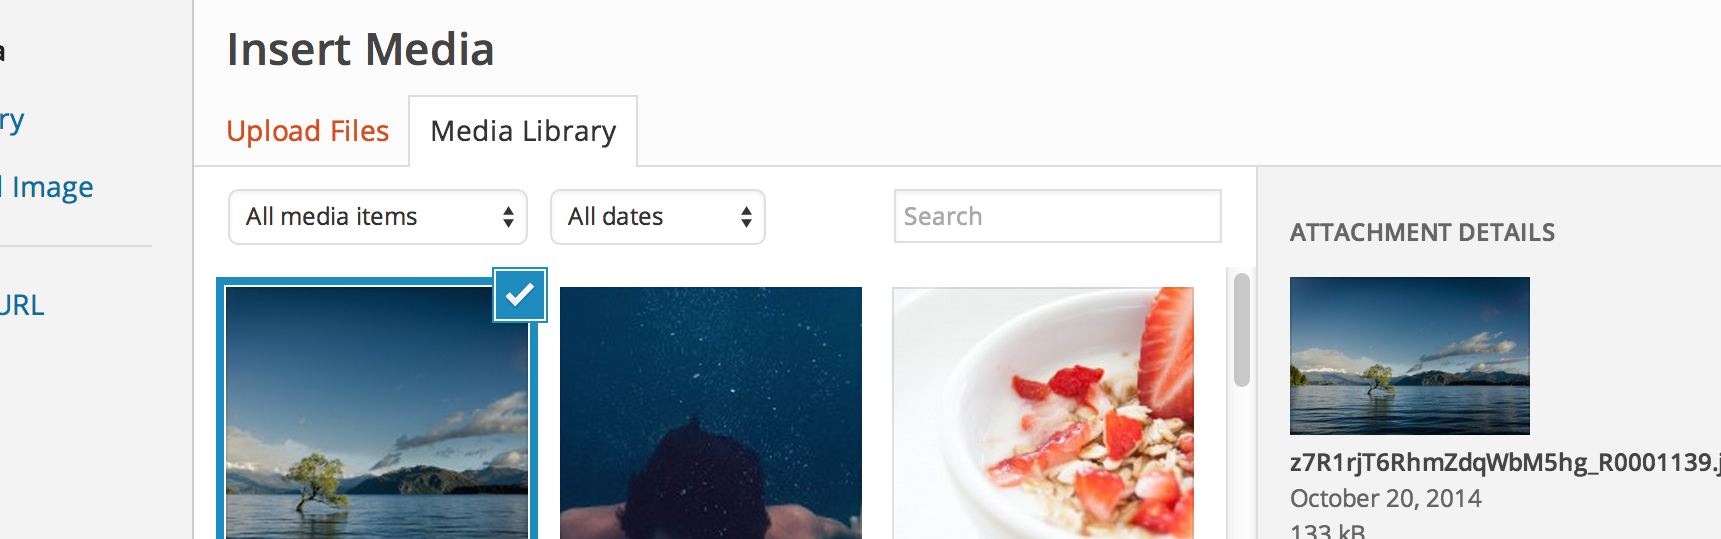 a
ry
l Image
URL
Insert Media
Upload Files
Media Library
All media items
All dates
Search
ATTACHMENT DETAILS
z7R1rjT6RhmZdqWbM5hg_R0001139.j
October 20, 2014
133 kB